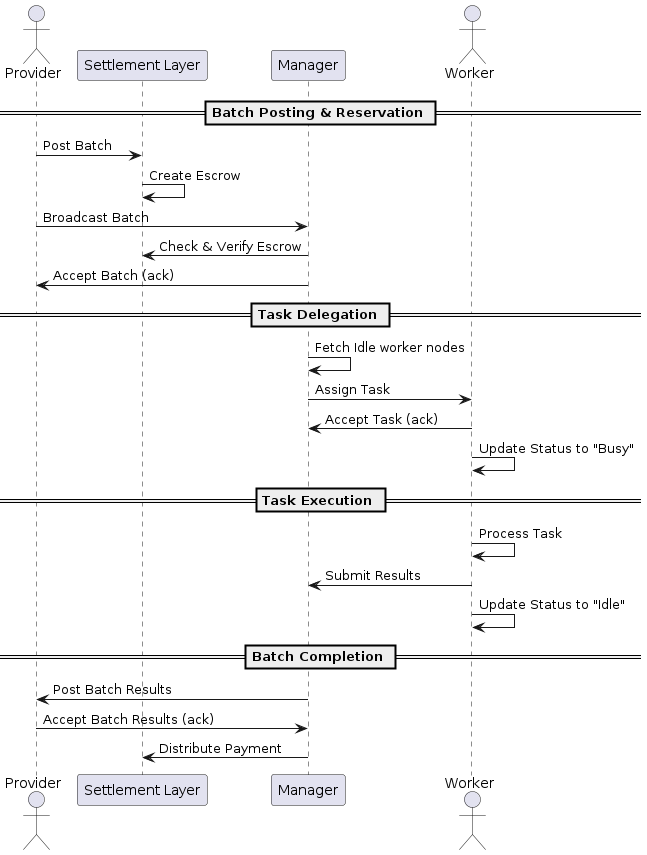 Provider
Settlement Layer
Manager
Worker
Batch Posting & Reservation
Post Batch
Create Escrow
Broadcast Batch
Check & Verify Escrow
Accept Batch (ack)
Task Delegation
Fetch Idle worker nodes
Assign Task
Accept Task (ack)
Update Status to "Busy"
Task Execution
Process Task
Submit Results
Update Status to "Idle"
Batch Completion
Post Batch Results
Accept Batch Results (ack)
Distribute Payment
Provider
Settlement Layer
Manager
Worker